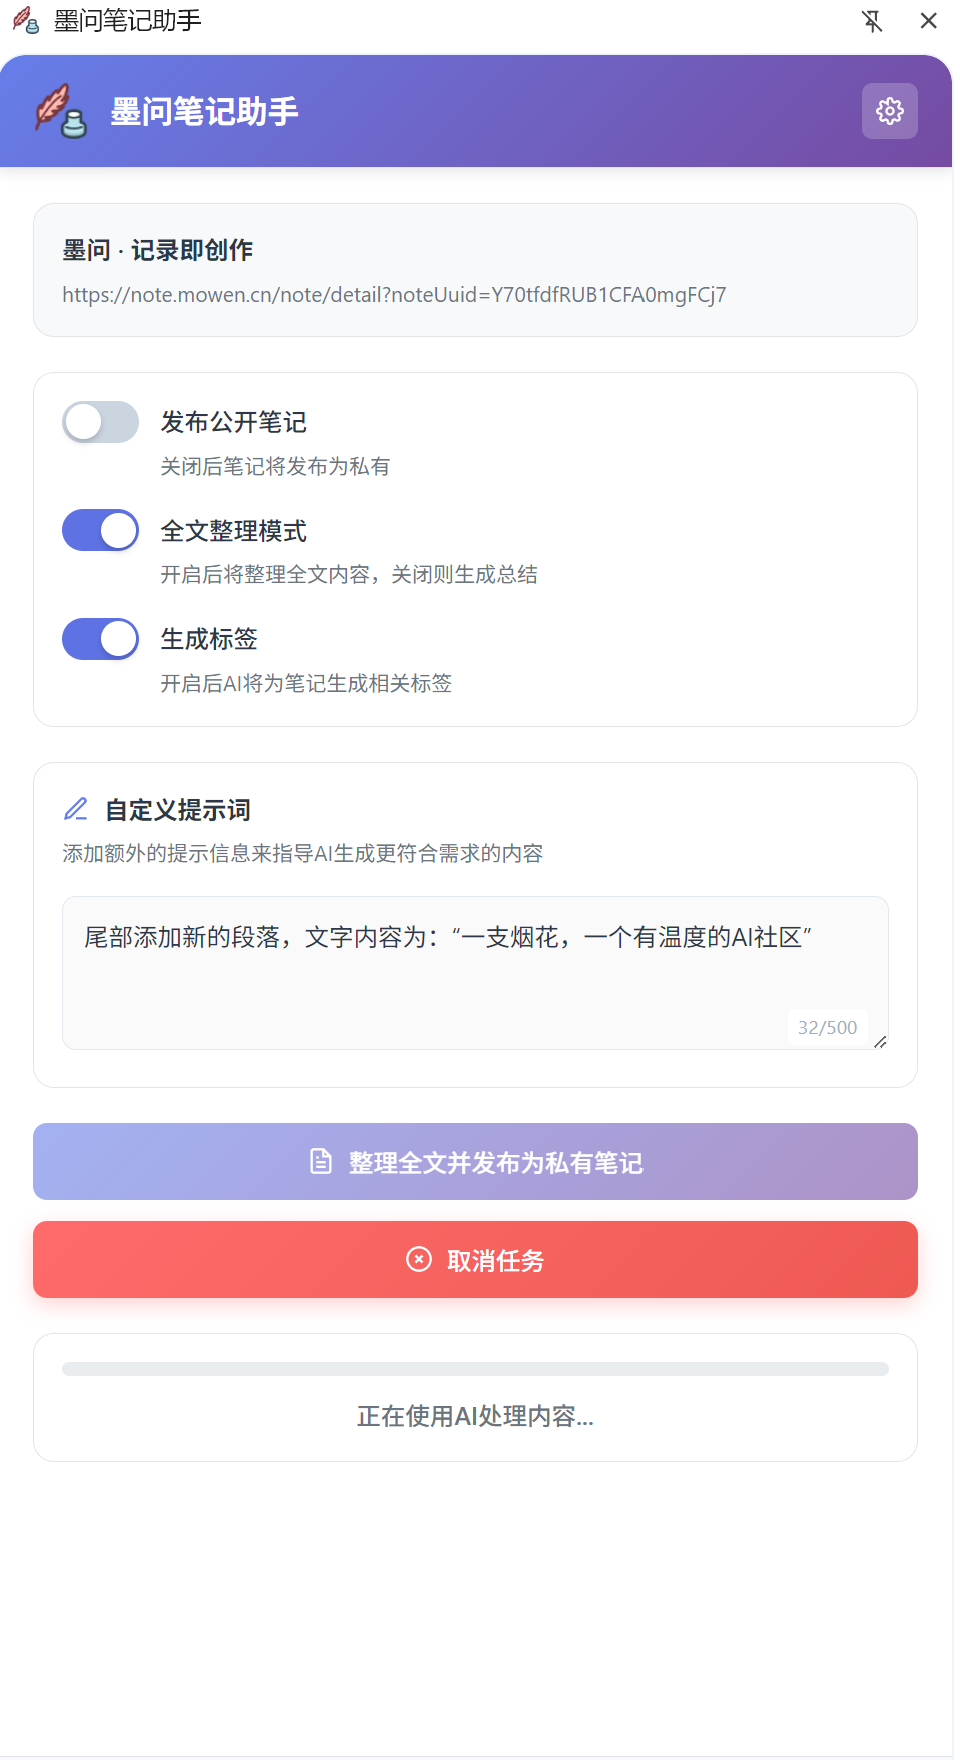 墨问笔记助手
墨问笔记助手
墨问 · 记录即创作
https://note.mowen.cn/note/detail?noteUuid=Y70tfdfRUB1CFA0mgFCj7
发布公开笔记
关闭后笔记将发布为私有
全文整理模式
开启后将整理全文内容，关闭则生成总结
生成标签
开启后AI将为笔记生成相关标签
自定义提示词
添加额外的提示信息来指导AI生成更符合需求的内容
尾部添加新的段落，文字内容为：“一支烟花，一个有温度的AI社区”
32/500
整理全文并发布为私有笔记
取消任务
正在使用AI处理内容...